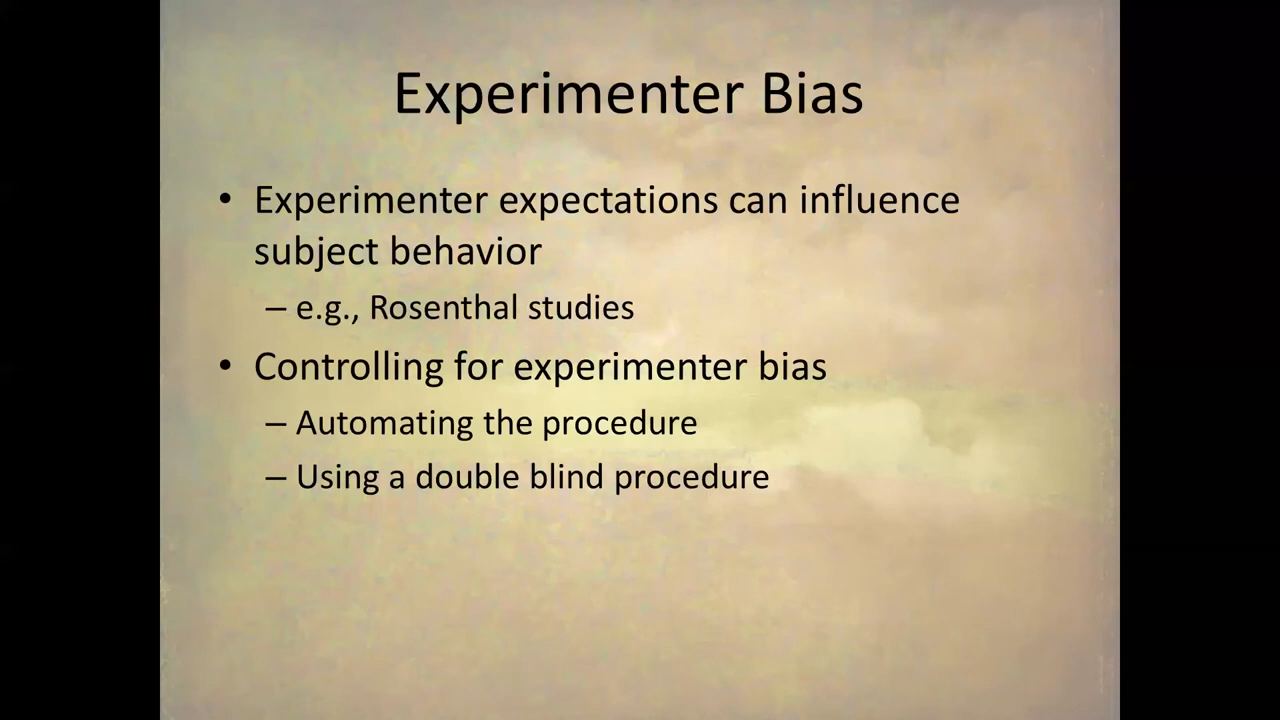 Experimenter Bias
• Experimenter expectations can influence
subject behavior
– e.g., Rosenthal studies
• Controlling for experimenter bias
– Automating the procedure
– Using a double blind procedure